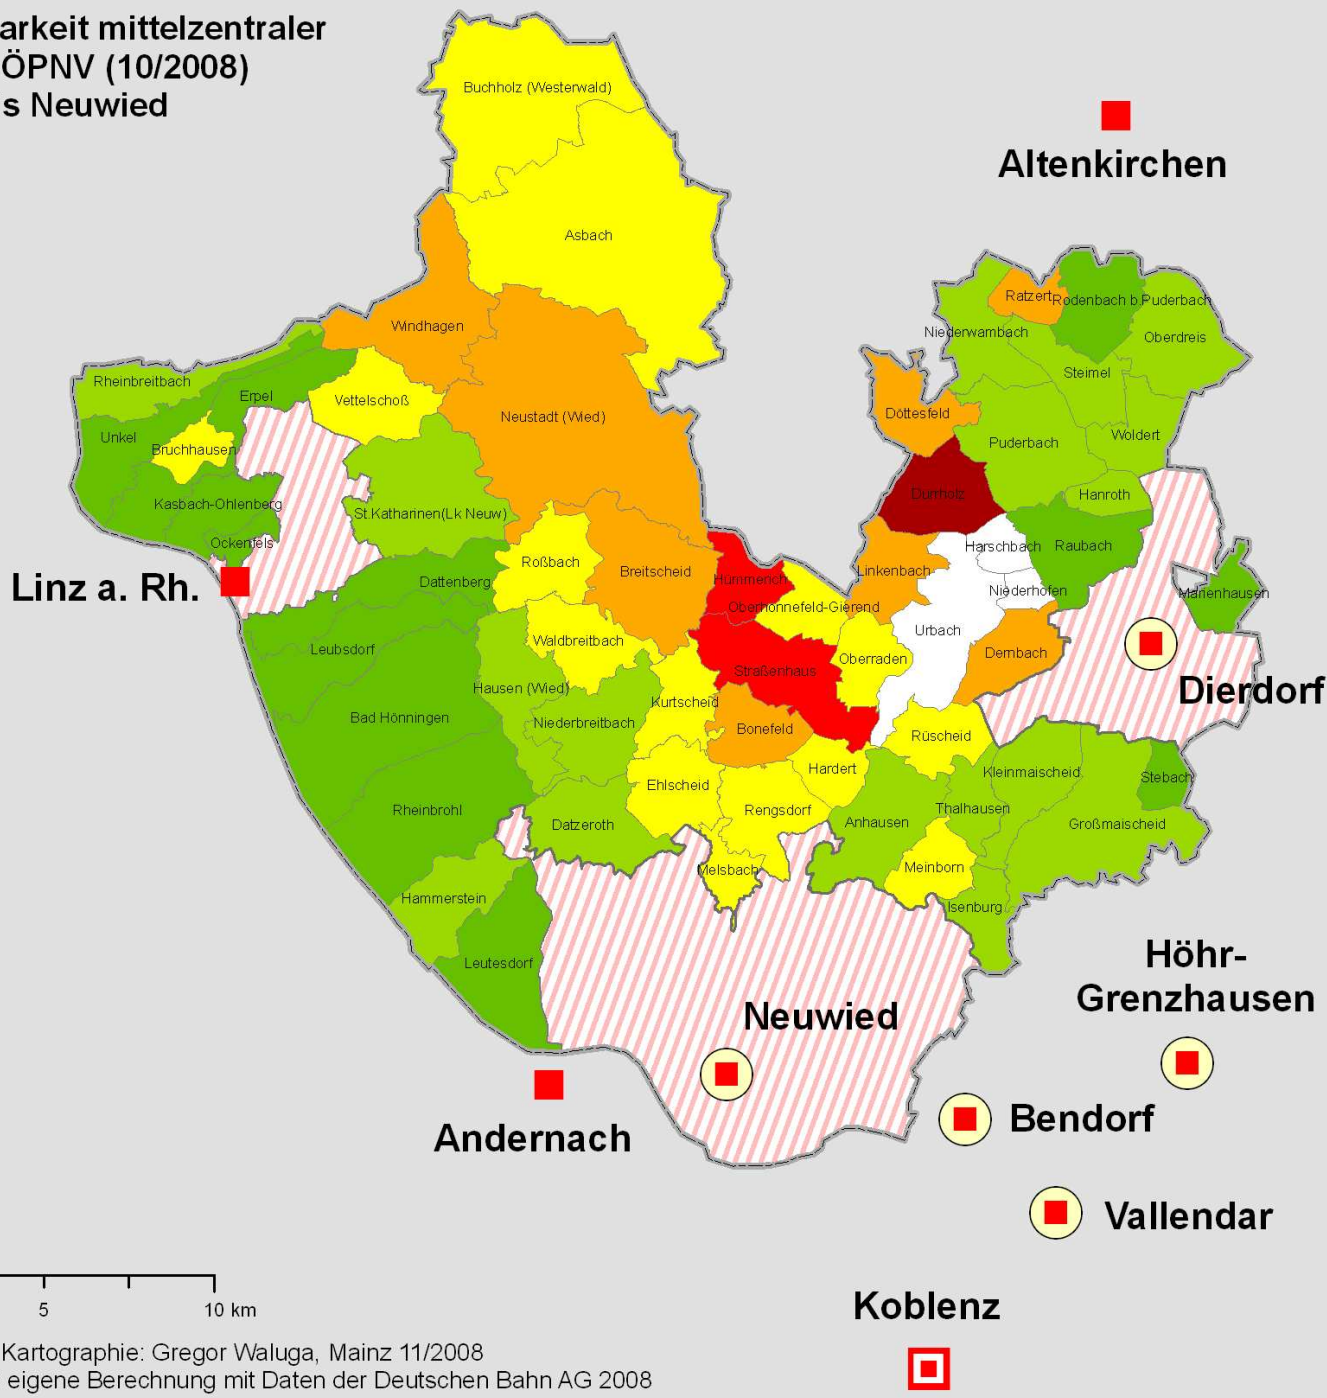 arkeit mittelzentraler
ÖPNV (10/2008)
s Neuwied
Buchholz (Westerwald)
Altenkirchen
Asbach
Windhagen
Ratzert
Rodenbach b. Puderbach
Niederwambach
Oberdreis
Steimel
Rheinbreitbach
Erpel
Vettelschoß
Neustadt (Wied)
Döttesfeld
Unkel
Bruchhausen
Puderbach
Woldert
Kasbach-Ohlenberg
St.Katharinen(Lk Neuw)
Dürrholz
Hanroth
Ockenfels
Harschbach
Raubach
Linz a. Rh.
Dattenberg
Roßbach
Breitscheid
Hümmerich
Linkenbach
Niederhofen
Marienhausen
Oberhonnefeld-Gierend
Leubsdorf
Waldbreitbach
Urbach
Straßenhaus
Oberraden
Dernbach
Dierdorf
Hausen (Wied)
Kurtscheid
Bad Hönningen
Niederbreitbach
Bonefeld
Rüscheid
Hardert
Kleinmaischeid
Stebach
Ehlscheid
Rheinbrohl
Rengsdorf
Thalhausen
Datzeroth
Anhausen
Großmaischeid
Melsbach
Meinborn
Hammerstein
Isenburg
Leutesdorf
Höhr-
Grenzhausen
Neuwied
Bendorf
Andernach
Vallendar
Koblenz
5
10 km
Kartographie: Gregor Waluga, Mainz 11/2008
eigene Berechnung mit Daten der Deutschen Bahn AG 2008